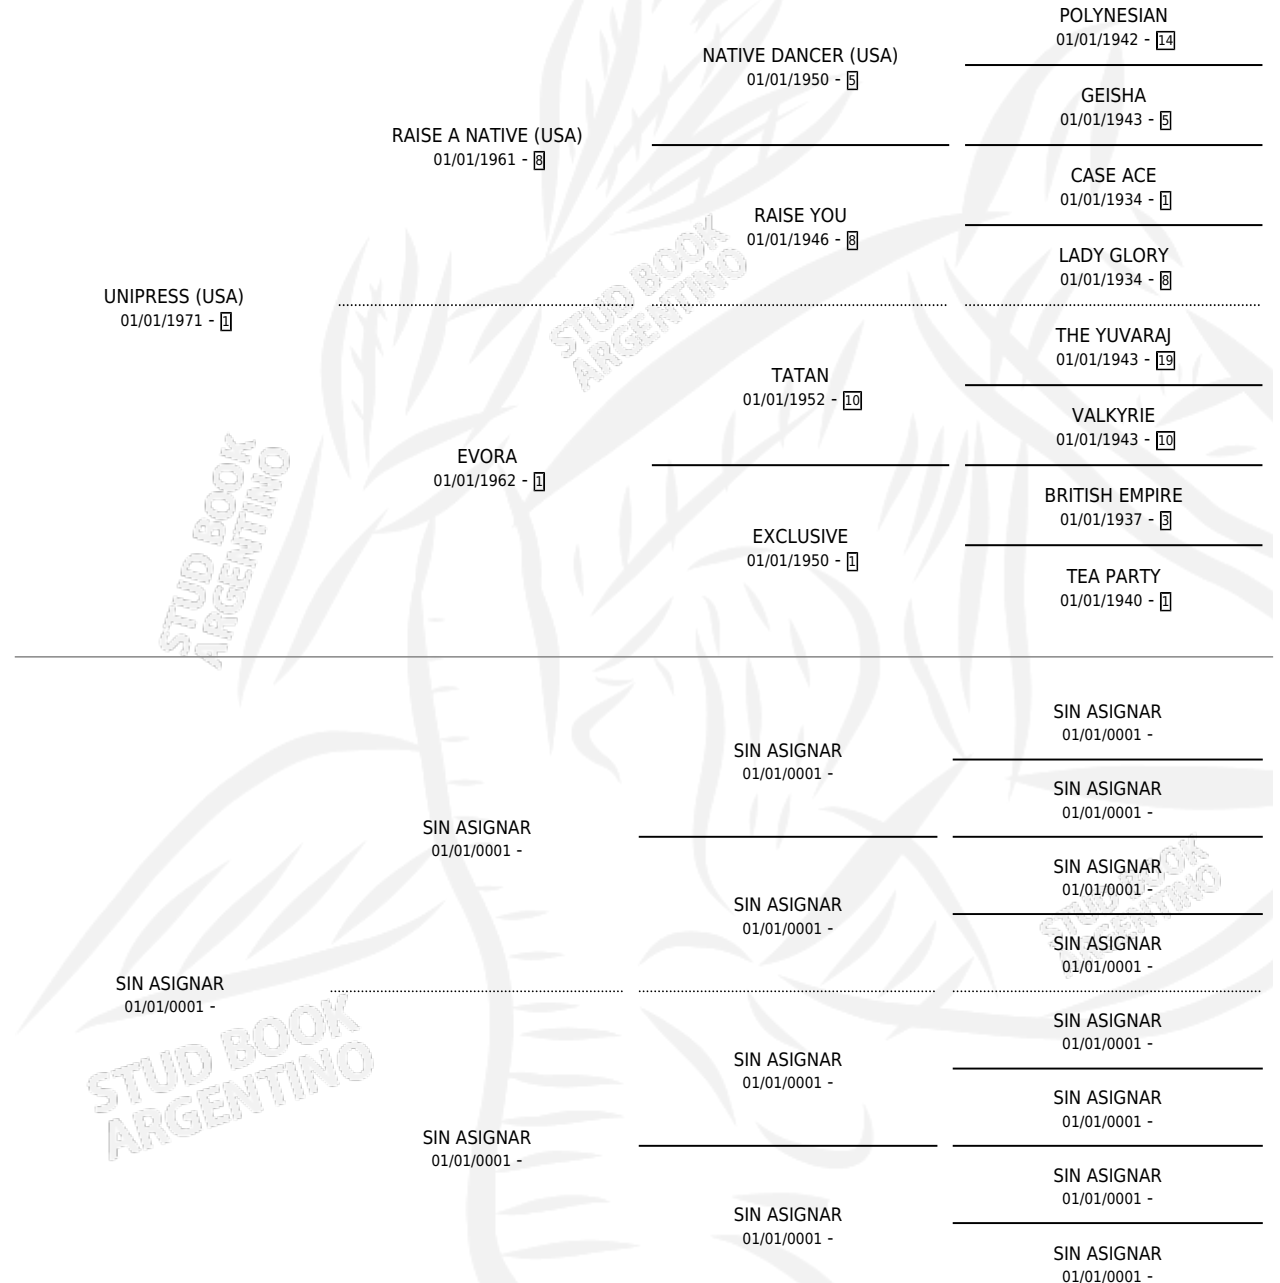 POLYNESIAN
01/01/1942 - 14
NATIVE DANCER (USA)
01/01/1950 - 5
GEISHA
01/01/1943 - 5
RAISE A NATIVE (USA)
01/01/1961 - 8
CASE ACE
01/01/1934 - 1
RAISE YOU
01/01/1946 - 8
LADY GLORY
01/01/1934 - 8
UNIPRESS (USA)
01/01/1971 - 1
THE YUVARAJ
01/01/1943 - 19
TATAN
01/01/1952 - 10
VALKYRIE
01/01/1943 - 10
EVORA
01/01/1962 - 1
BRITISH EMPIRE
01/01/1937 - 3
EXCLUSIVE
01/01/1950 - 1
TEA PARTY
01/01/1940 - 1
STUD BOOK
ARGENTINO
STUD BOOK
ARGENTINO
SIN ASIGNAR
01/01/0001 -
SIN ASIGNAR
01/01/0001 -
SIN ASIGNAR
01/01/0001 -
SIN ASIGNAR
01/01/0001 -
SIN ASIGNAR
01/01/0001 -
SIN ASIGNAR
01/01/0001 -
SIN ASIGNAR
01/01/0001 -
SIN ASIGNAR
01/01/0001 -
SIN ASIGNAR
01/01/0001 -
SIN ASIGNAR
01/01/0001 -
SIN ASIGNAR
01/01/0001 -
SIN ASIGNAR
01/01/0001 -
SIN ASIGNAR
01/01/0001 -
SIN ASIGNAR
01/01/0001 -
SIN ASIGNAR
01/01/0001 -
STUD BOOK
ARGENTINO
STUD BOOK
ARGENTINO